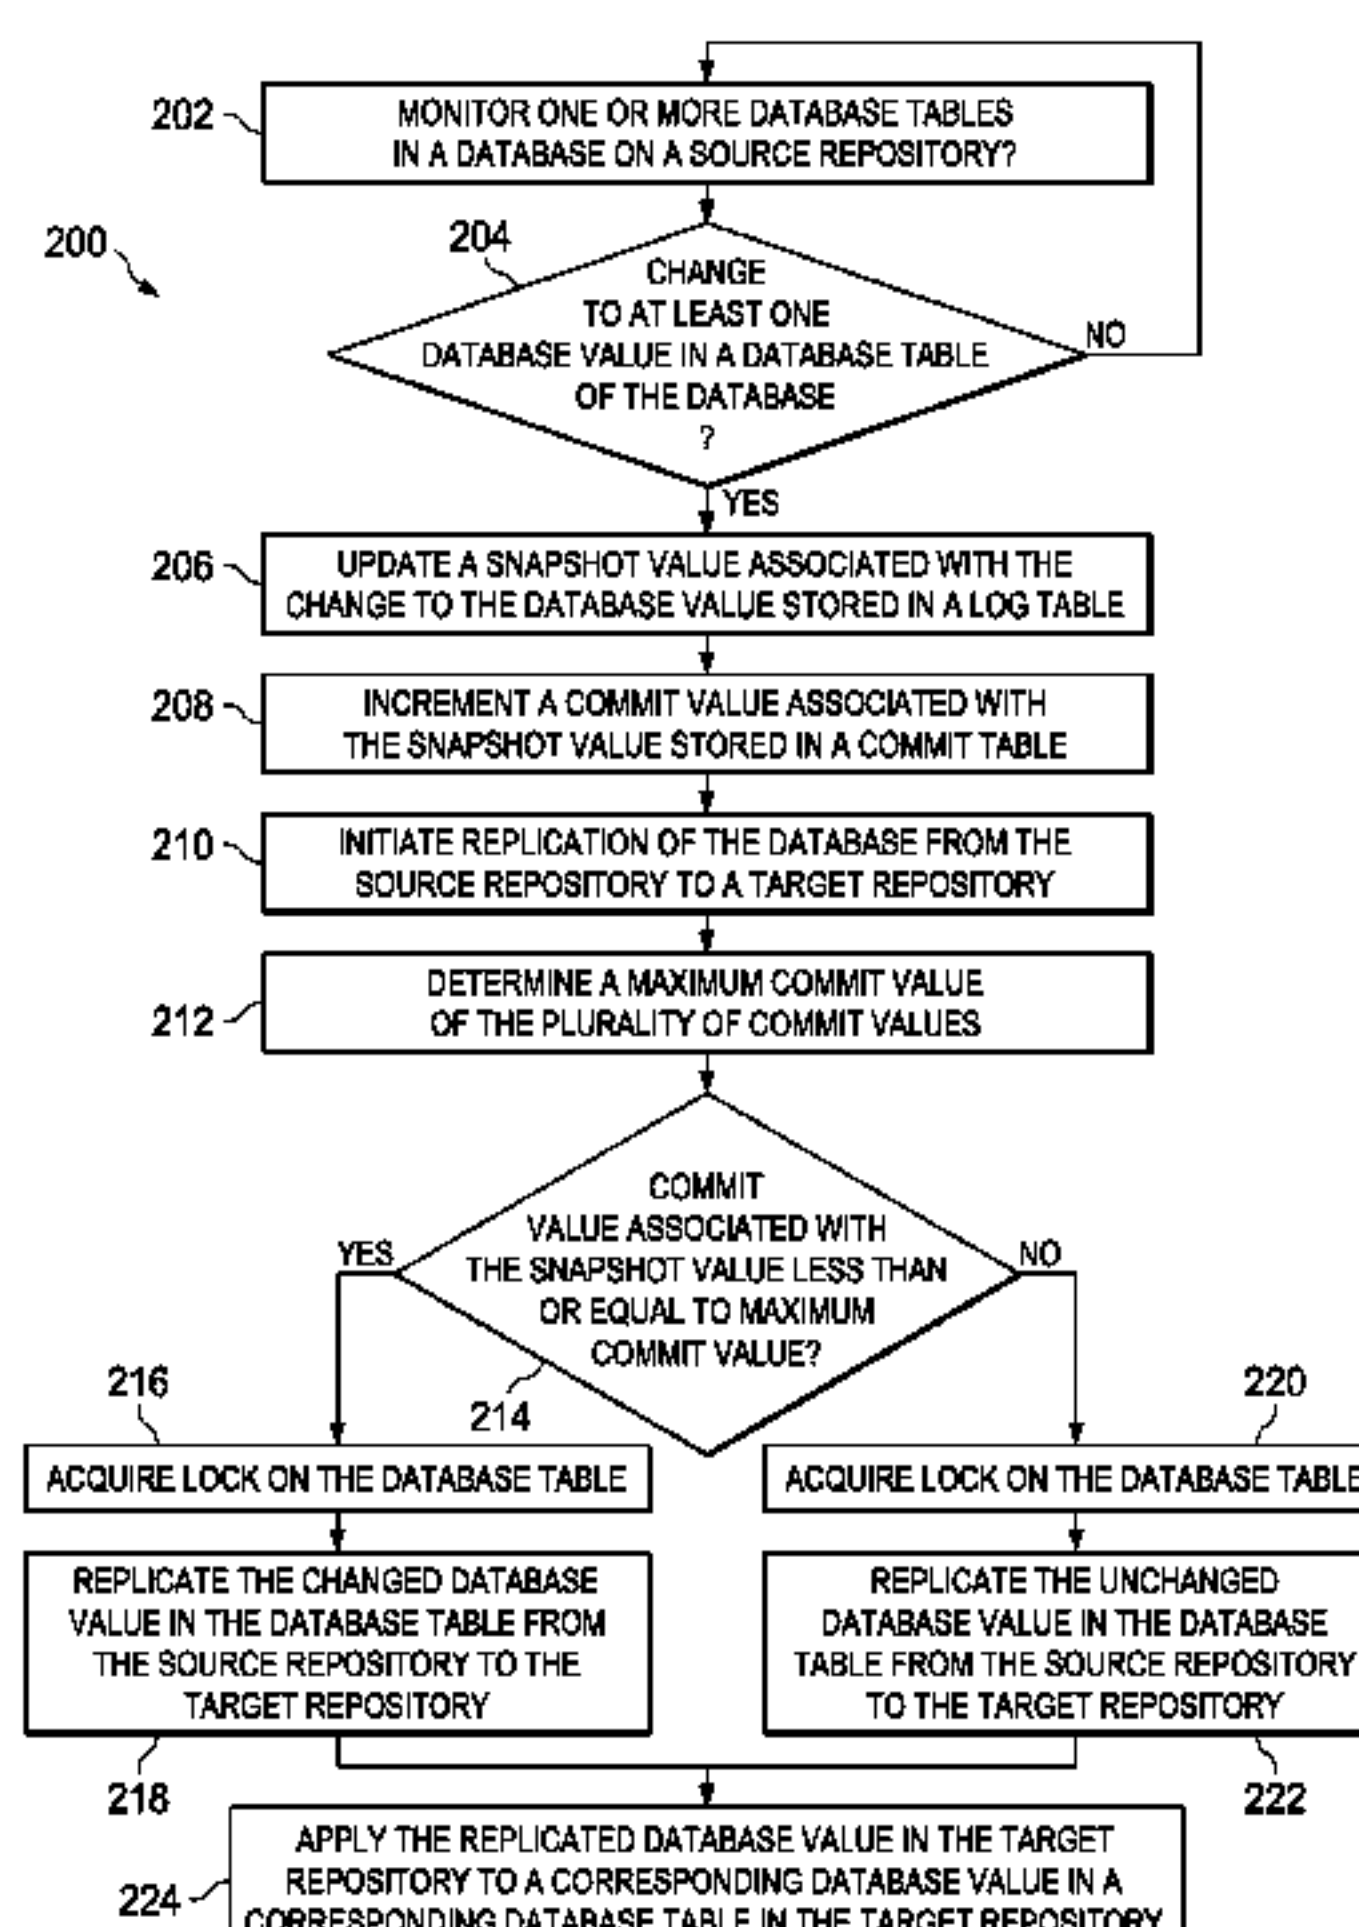 202
MONITOR ONE OR MORE DATABASE TABLES
IN A DATABASE ON A SOURCE REPOSITORY?
200
204
CHANGE
TO AT LEAST ONE
DATABASE VALUE IN A DATABASE TABLE
OF THE DATABASE
?
NO
YES
206
UPDATE A SNAPSHOT VALUE ASSOCIATED WITH THE
CHANGE TO THE DATABASE VALUE STORED IN A LOG TABLE
208
INCREMENT A COMMIT VALUE ASSOCIATED WITH
THE SNAPSHOT VALUE STORED IN A COMMIT TABLE
210
INITIATE REPLICATION OF THE DATABASE FROM THE
SOURCE REPOSITORY TO A TARGET REPOSITORY
212
DETERMINE A MAXIMUM COMMIT VALUE
OF THE PLURALITY OF COMMIT VALUES
COMMIT
VALUE ASSOCIATED WITH
THE SNAPSHOT VALUE LESS THAN
OR EQUAL TO MAXIMUM
COMMIT VALUE?
YES
NO
214
216
ACQUIRE LOCK ON THE DATABASE TABLE
220
ACQUIRE LOCK ON THE DATABASE TABLE
REPLICATE THE CHANGED DATABASE
VALUE IN THE DATABASE TABLE FROM
THE SOURCE REPOSITORY TO THE
TARGET REPOSITORY
218
REPLICATE THE UNCHANGED
DATABASE VALUE IN THE DATABASE
TABLE FROM THE SOURCE REPOSITORY
TO THE TARGET REPOSITORY
222
224
APPLY THE REPLICATED DATABASE VALUE IN THE TARGET
REPOSITORY TO A CORRESPONDING DATABASE VALUE IN A
CORRESPONDING DATABASE TABLE IN THE TARGET REPOSITORY